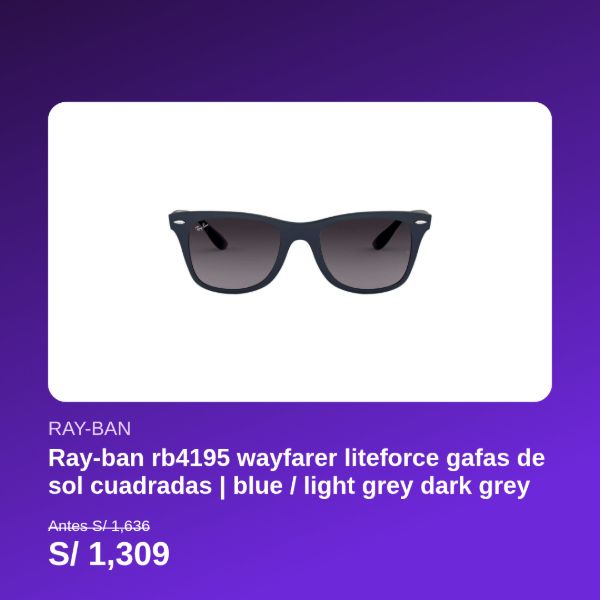 RAY-BAN
Ray-ban rb4195 wayfarer liteforce gafas de
sol cuadradas | blue / light grey dark grey
Antes S/ 1,636
S/ 1,309